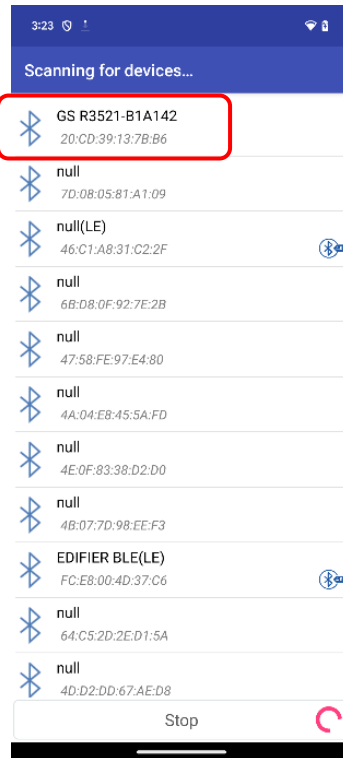 3:23
Scanning for devices...
GS R3521-B1A142
20:CD:39:13:7B:B6
null
7D:08:05:81:A1:09
null(LE)
46:C1:A8:31:C2:2F
null
6B:D8:0F:92:7E:2B
null
47:58:FE:97:E4:80
null
4A:04:E8:45:5A:FD
null
4E:0F:83:38:D2:D0
null
4B:07:7D:98:EE:F3
EDIFIER BLE(LE)
FC:E8:00:4D:37:C6
null
64:C5:2D:2E:D1:5A
null
4D:D2:DD:67:AE:D8
Stop